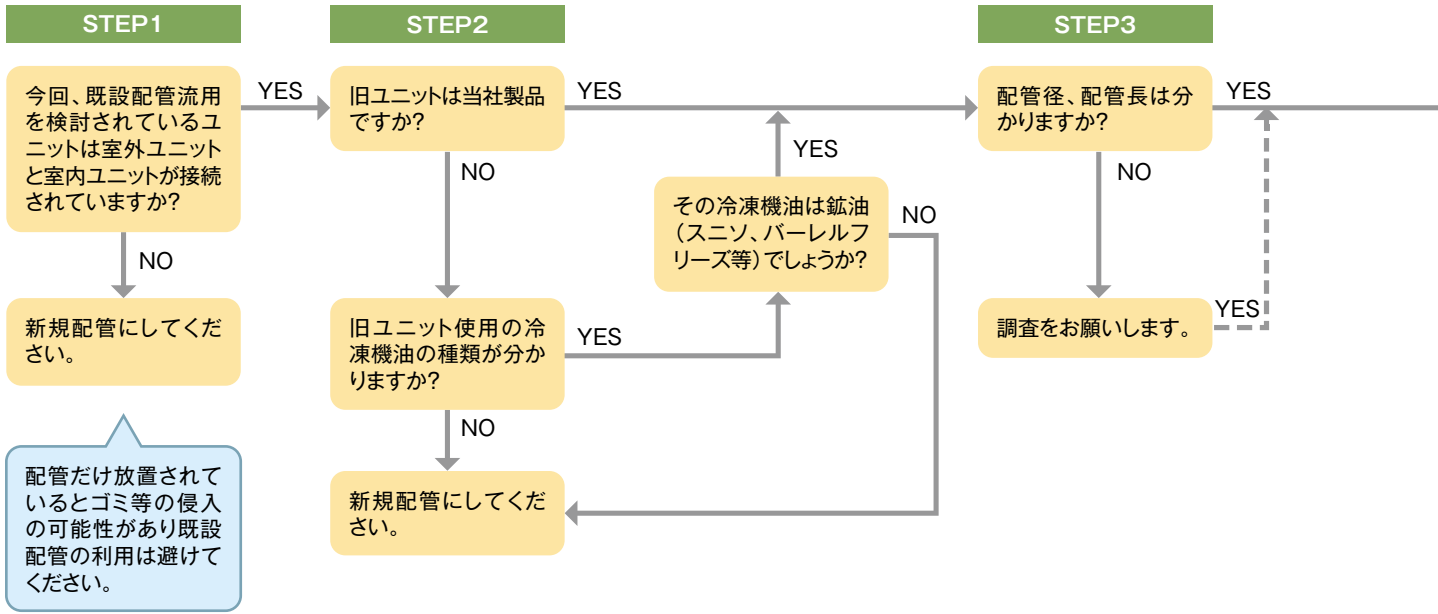 STEP1
今回、既設配管流用
を検討されているユ
ニットは室外ユニット
と室内ユニットが接続
されていますか?
YES
NO
新規配管にしてくだ
さい。
配管だけ放置されて
いるとゴミ等の侵入
の可能性があり既設
配管の利用は避けて
ください。
STEP2
旧ユニットは当社製品
ですか?
YES
NO
旧ユニット使用の冷
凍機油の種類が分か
りますか?
YES
NO
新規配管にしてくだ
さい。
その冷凍機油は鉱油
(スニソ、バーレルフ
リーズ等)でしょうか?
YES
NO
STEP3
配管径、配管長は分
かりますか?
YES
NO
調査をお願いします。
YES